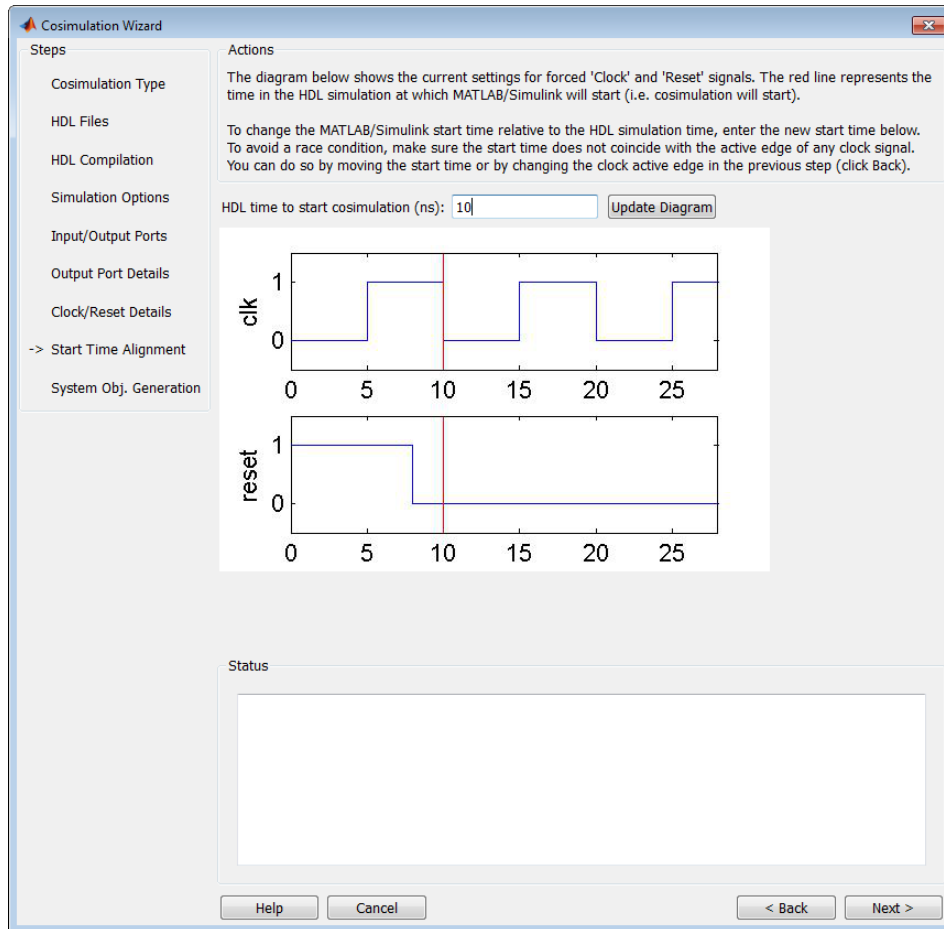 Cosimulation Wizard
Steps
Cosimulation Type
HDL Files
HDL Compilation
Simulation Options
Input/Output Ports
Output Port Details
Clock/Reset Details
-> Start Time Alignment
System Obj. Generation
Actions
The diagram below shows the current settings for forced 'Clock' and 'Reset' signals. The red line represents the
time in the HDL simulation at which MATLAB/Simulink will start (i.e. cosimulation will start).
To change the MATLAB/Simulink start time relative to the HDL simulation time, enter the new start time below.
To avoid a race condition, make sure the start time does not coincide with the active edge of any clock signal.
You can do so by moving the start time or by changing the clock active edge in the previous step (click Back).
HDL time to start cosimulation (ns): 10 Update Diagram
clk
1
0
0 5 10 15 20 25
reset
1
0
0 5 10 15 20 25
Status
Help Cancel < Back Next >